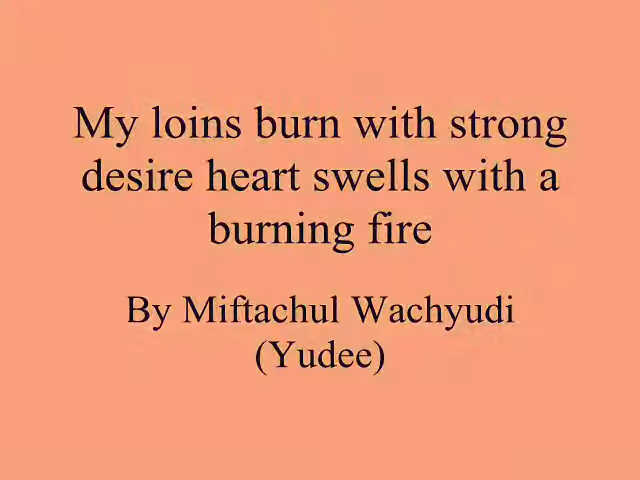 My loins burn with strong
desire heart swells with a
burning fire
By Miftachul Wachyudi
(Yudee)